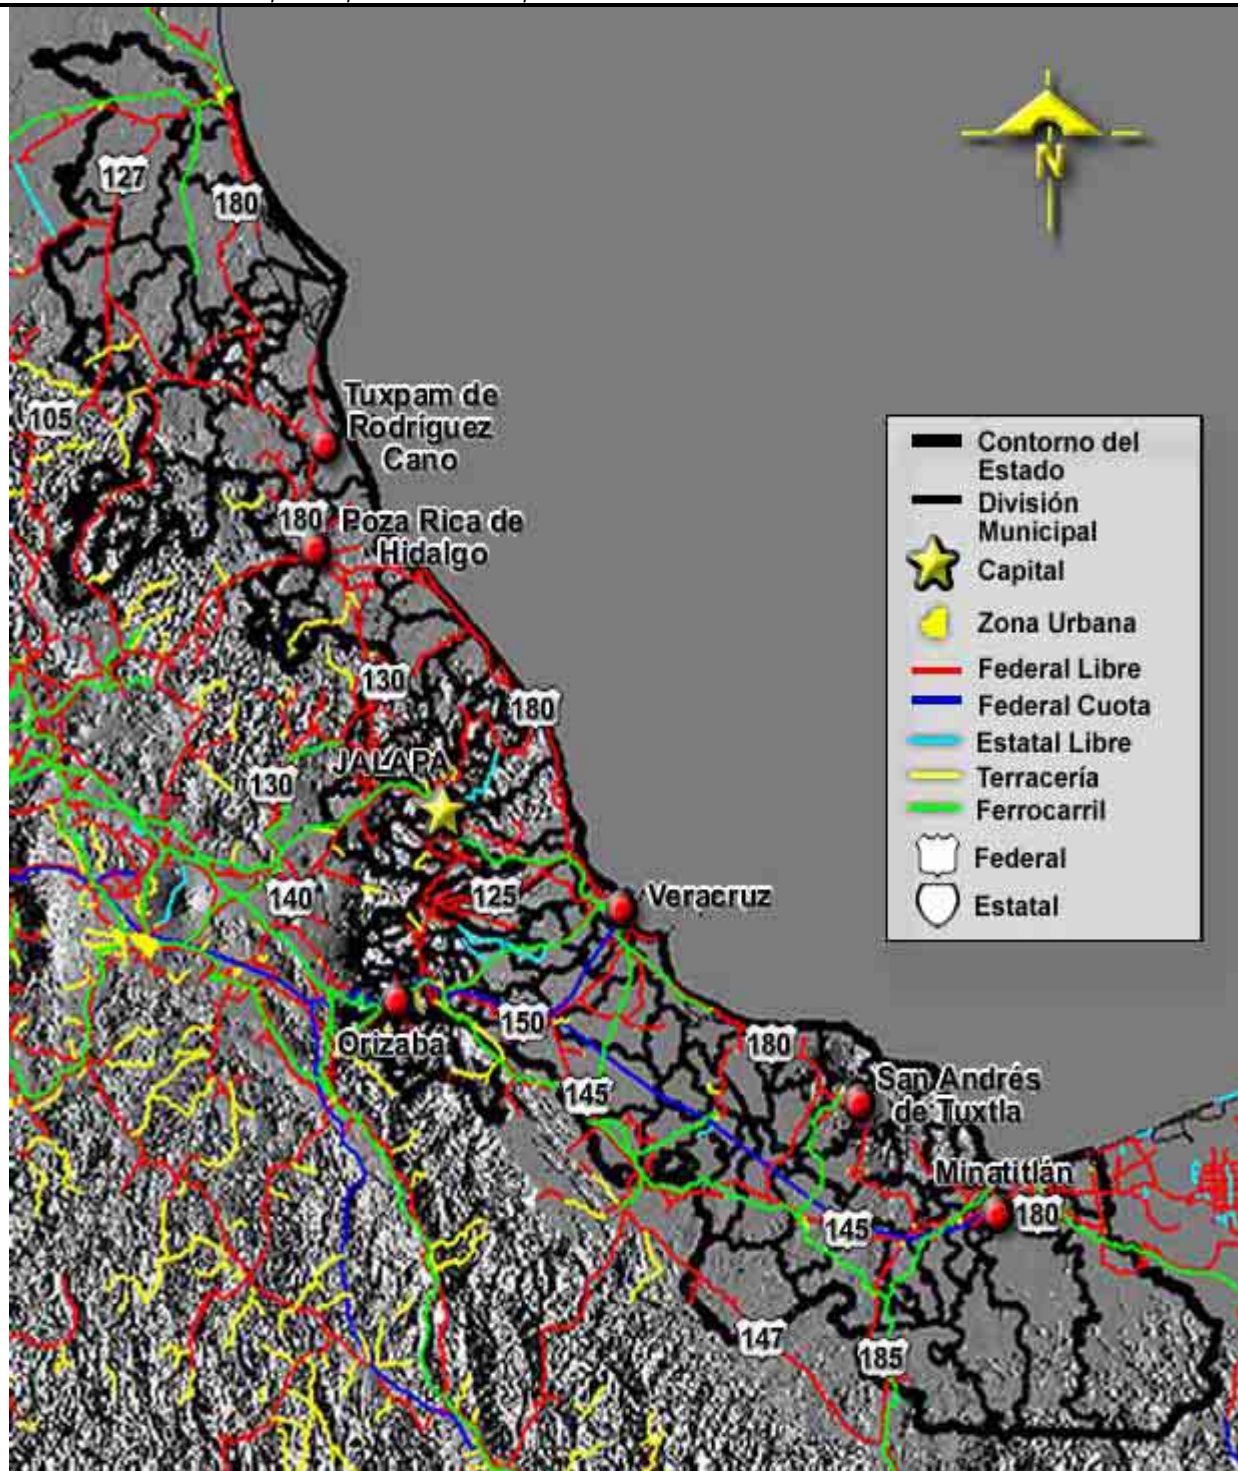 N
127
180
105
Tuxpam de
Rodríguez
Cano
180
Poza Rica de
Hidalgo
130
180
JALAPA
130
140
125
Veracruz
Orizaba
150
180
145
San Andrés
de Tuxtla
Minatitlán
180
145
147
185
Contorno del
Estado
División
Municipal
Capital
Zona Urbana
Federal Libre
Federal Cuota
Estatal Libre
Terracería
Ferrocarril
Federal
Estatal